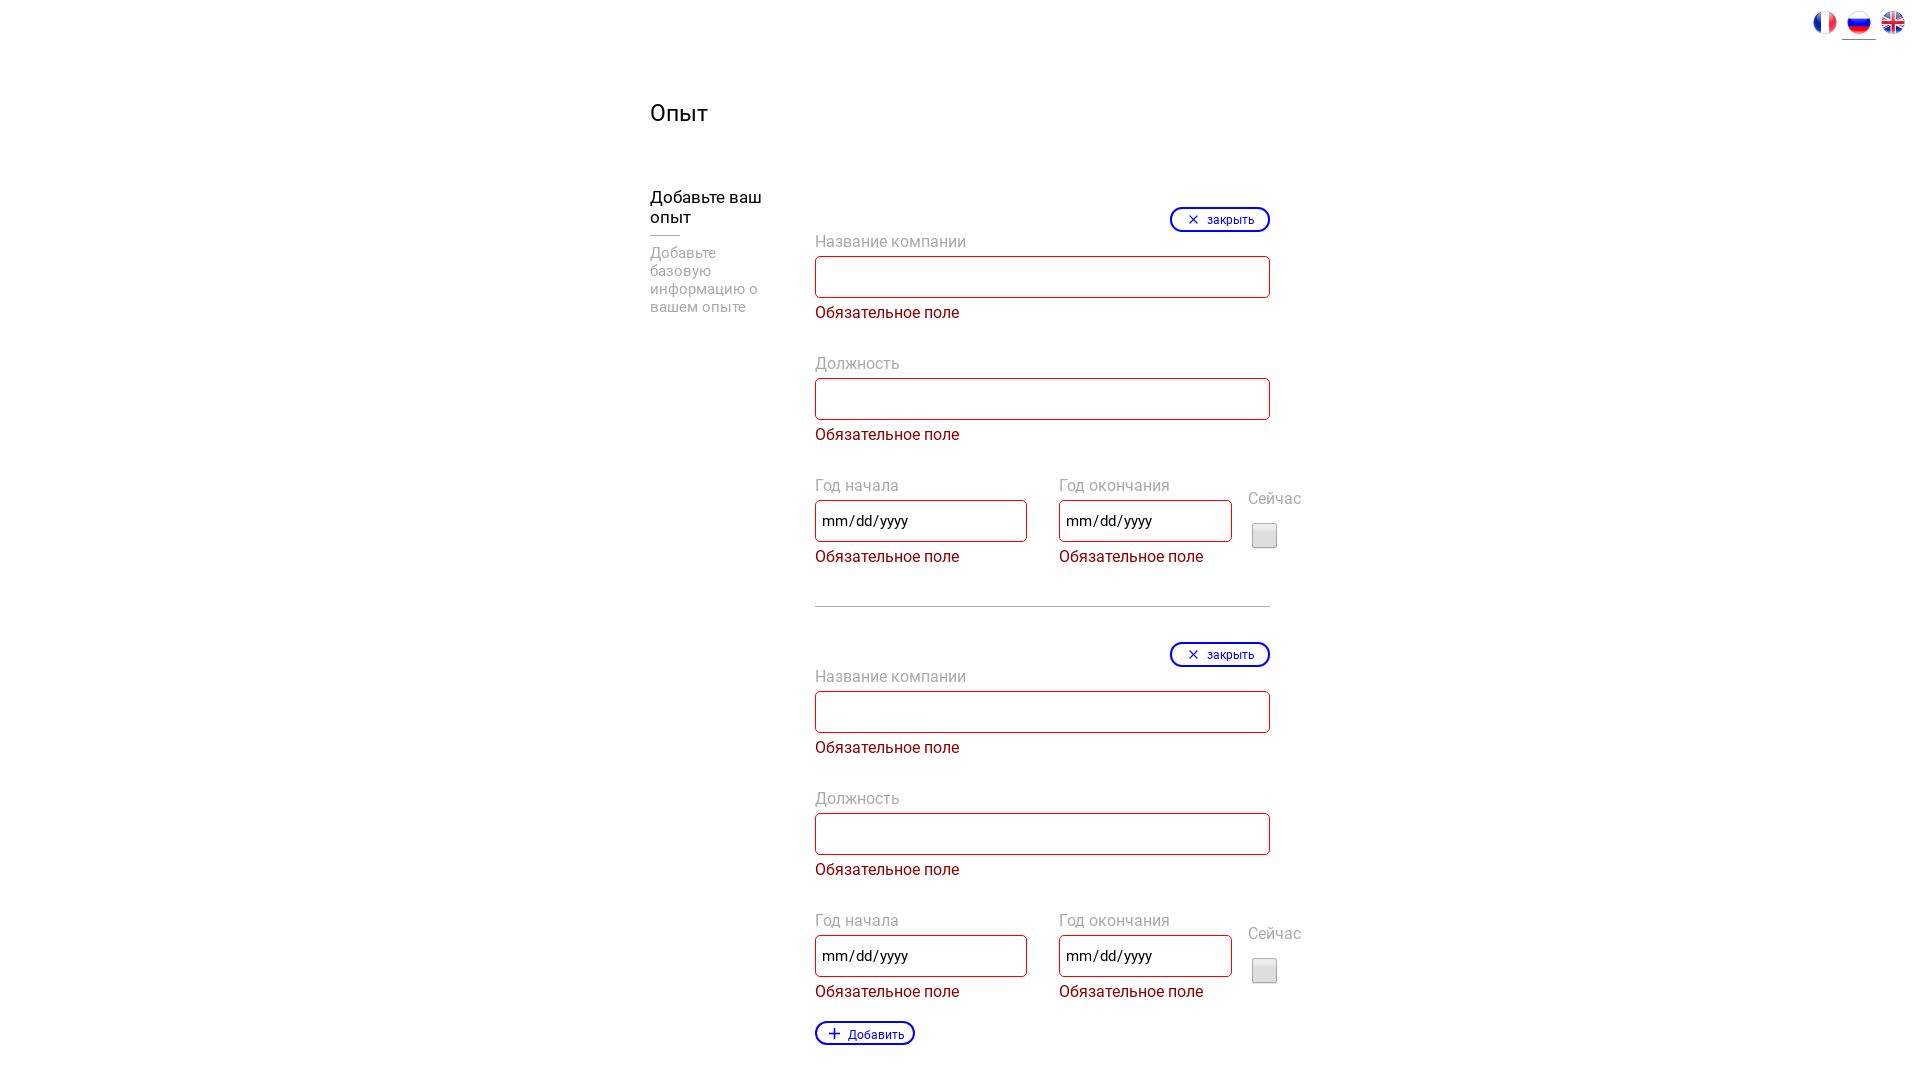 Опыт
Добавьте ваш
опыт
Добавьте
базовую
информацию о
вашем опыте
закрыть
Название компании
Обязательное поле
Должность
Обязательное поле
Год начала
Год окончания
Сейчас
mm/dd/yyyy
mm/dd/yyyy
Обязательное поле
Обязательное поле
закрыть
Название компании
Обязательное поле
Должность
Обязательное поле
Год начала
Год окончания
Сейчас
mm/dd/yyyy
mm/dd/yyyy
Обязательное поле
Обязательное поле
Добавить